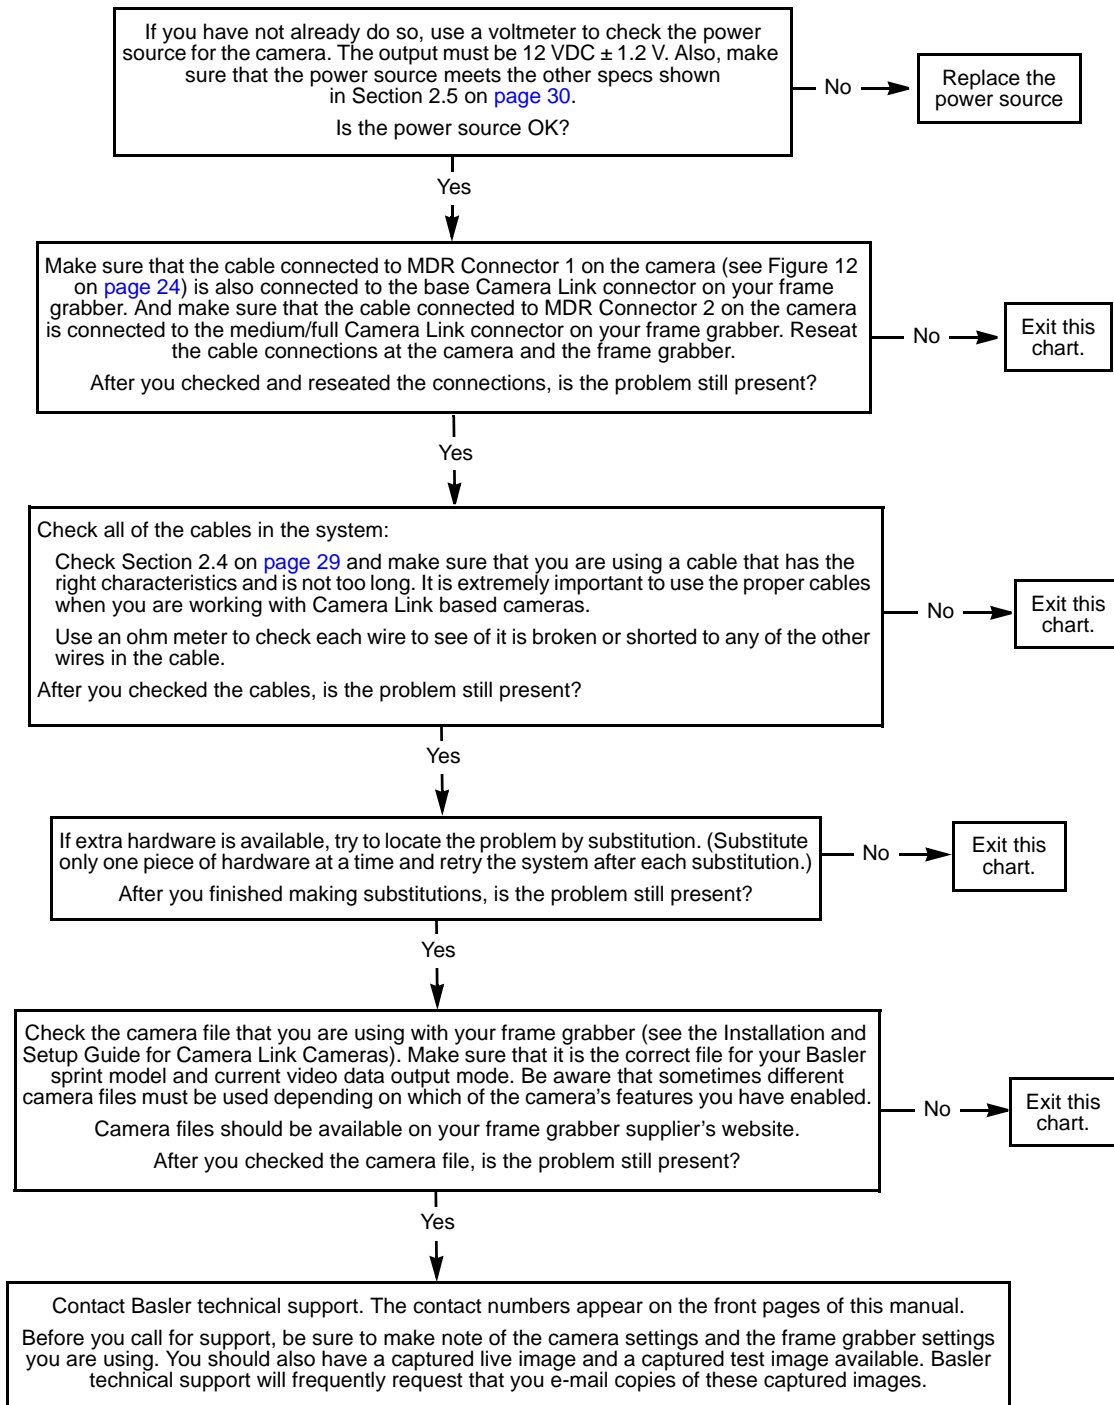 If you have not already do so, use a voltmeter to check the power
source for the camera. The output must be 12 VDC ± 1.2 V. Also, make
sure that the power source meets the other specs shown
in Section 2.5 on page 30.
Is the power source OK?
No
Replace the
power source
Yes
Make sure that the cable connected to MDR Connector 1 on the camera (see Figure 12
on page 24) is also connected to the base Camera Link connector on your frame
grabber. And make sure that the cable connected to MDR Connector 2 on the camera
is connected to the medium/full Camera Link connector on your frame grabber. Reseat
the cable connections at the camera and the frame grabber.
After you checked and reseated the connections, is the problem still present?
No
Exit this
chart.
Yes
Check all of the cables in the system:
Check Section 2.4 on page 29 and make sure that you are using a cable that has the
right characteristics and is not too long. It is extremely important to use the proper cables
when you are working with Camera Link based cameras.
Use an ohm meter to check each wire to see of it is broken or shorted to any of the other
wires in the cable.
After you checked the cables, is the problem still present?
No
Exit this
chart.
Yes
If extra hardware is available, try to locate the problem by substitution. (Substitute
only one piece of hardware at a time and retry the system after each substitution.)
After you finished making substitutions, is the problem still present?
No
Exit this
chart.
Yes
Check the camera file that you are using with your frame grabber (see the Installation and
Setup Guide for Camera Link Cameras). Make sure that it is the correct file for your Basler
sprint model and current video data output mode. Be aware that sometimes different
camera files must be used depending on which of the camera's features you have enabled.
Camera files should be available on your frame grabber supplier's website.
After you checked the camera file, is the problem still present?
No
Exit this
chart.
Yes
Contact Basler technical support. The contact numbers appear on the front pages of this manual.
Before you call for support, be sure to make note of the camera settings and the frame grabber settings
you are using. You should also have a captured live image and a captured test image available. Basler
technical support will frequently request that you e-mail copies of these captured images.